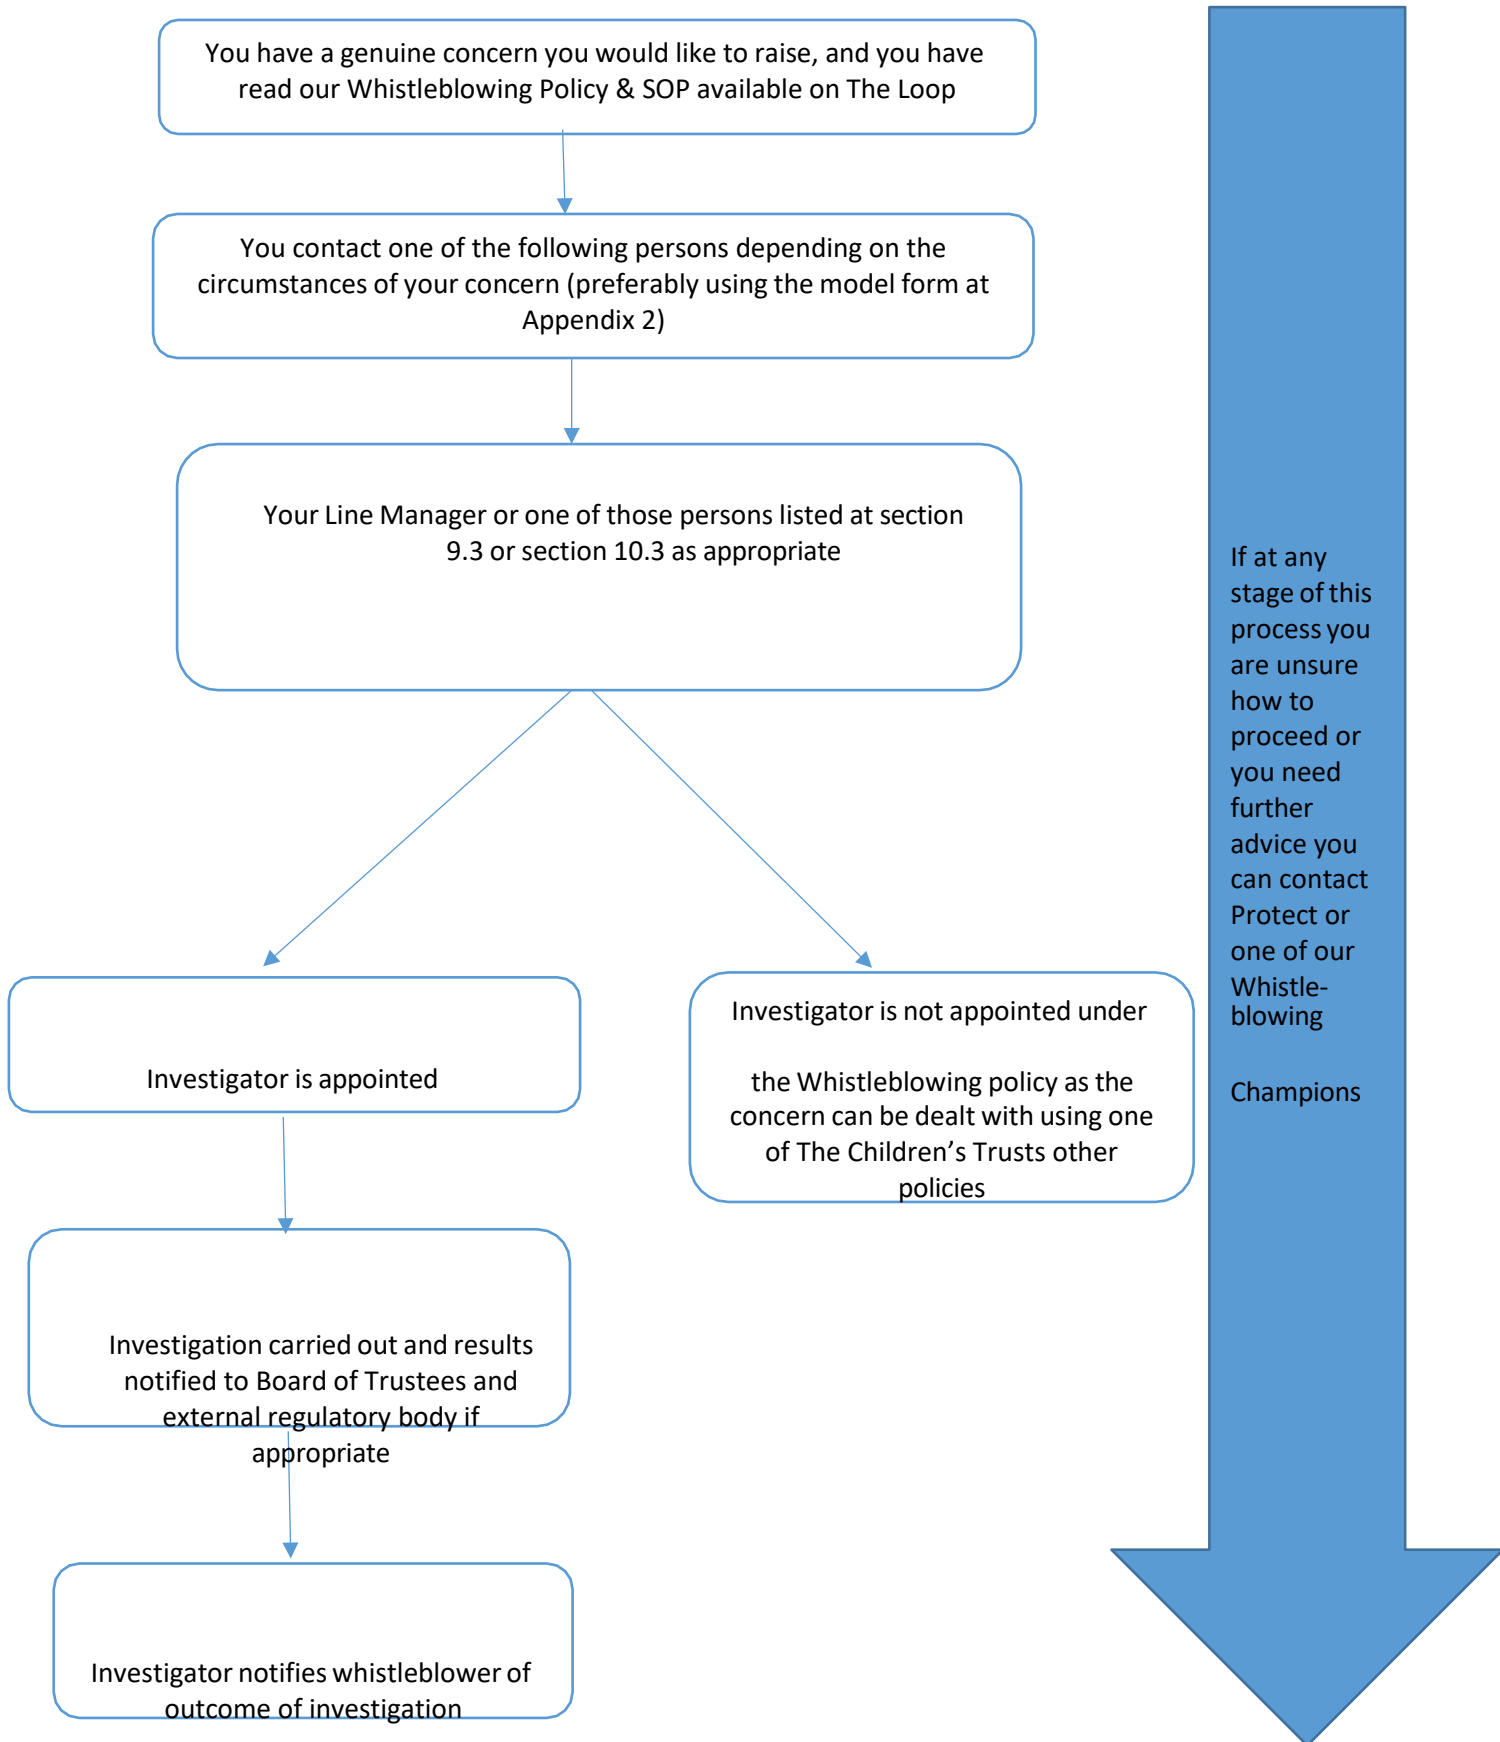 You have a genuine concern you would like to raise, and you have
read our Whistleblowing Policy & SOP available on The Loop
You contact one of the following persons depending on the
circumstances of your concern (preferably using the model form at
Appendix 2)
Your Line Manager or one of those persons listed at section
9.3 or section 10.3 as appropriate
Investigator is appointed
Investigator is not appointed under
the Whistleblowing policy as the
concern can be dealt with using one
of The Children’s Trusts other
policies
Investigation carried out and results
notified to Board of Trustees and
external regulatory body if
appropriate
Investigator notifies whistleblower of
outcome of investigation
If at any
stage of this
process you
are unsure
how to
proceed or
you need
further
advice you
can contact
Protect or
one of our
Whistle-
blowing
Champions